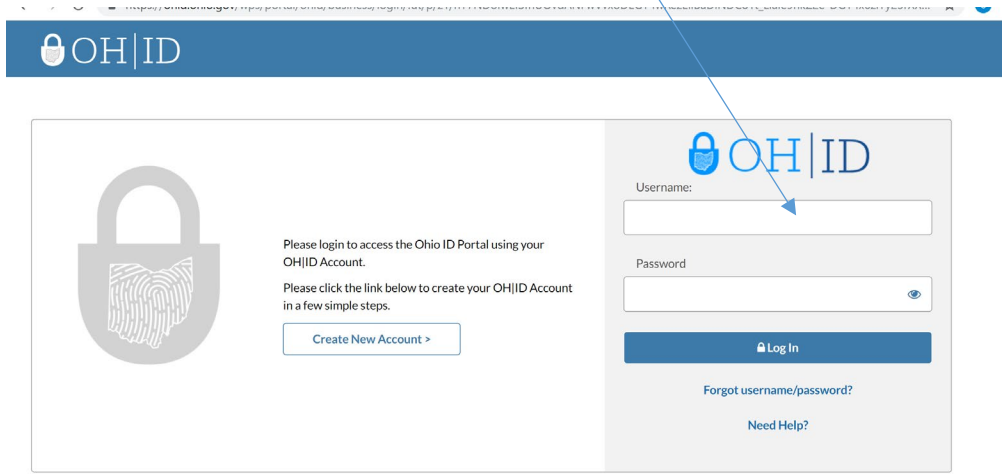 OH|ID
OH|ID
Username:
Please login to access the Ohio ID Portal using your
OH|ID Account.
Please click the link below to create your OH|ID Account
in a few simple steps.
Create New Account >
Password
Log In
Forgot username/password?
Need Help?